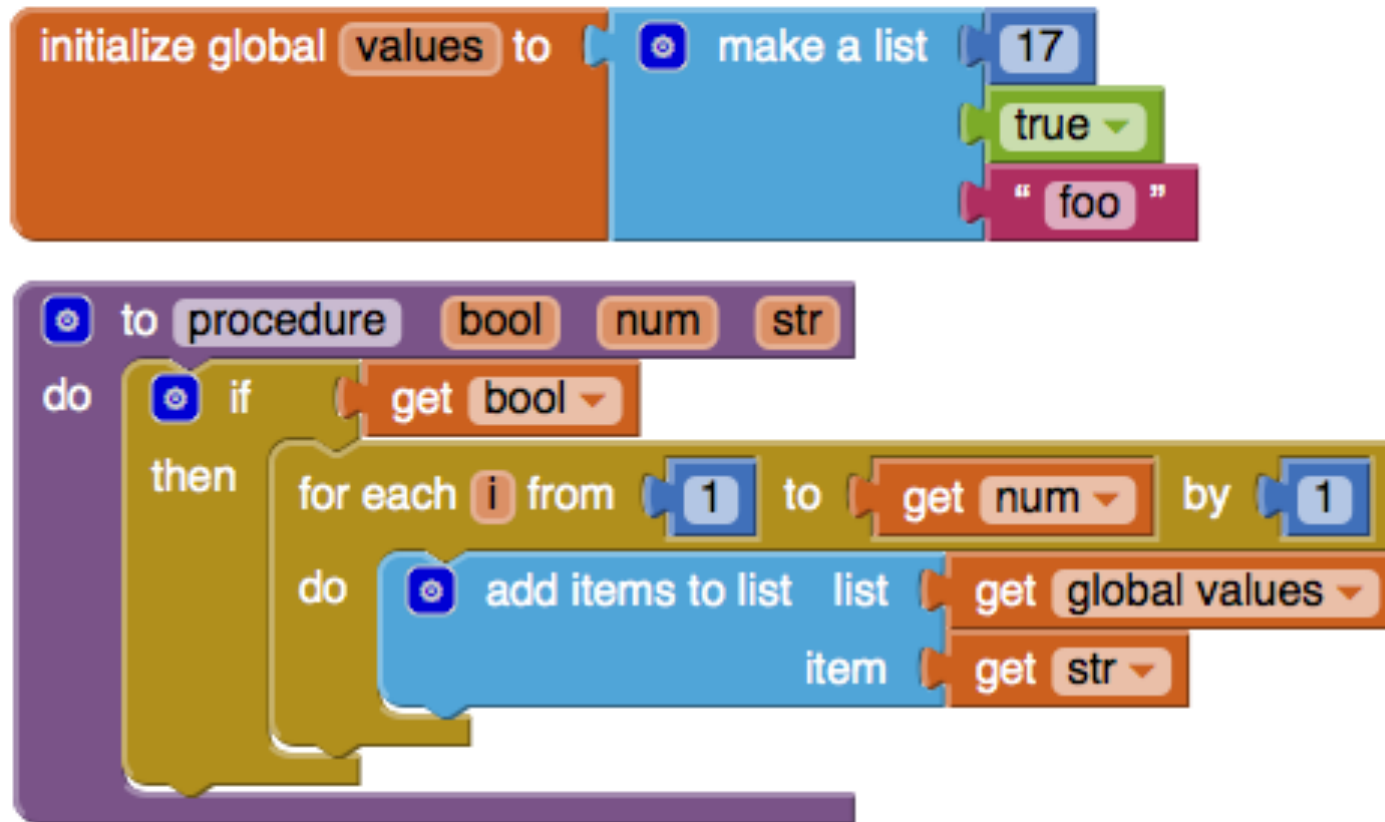 initialize global values to make a list 17
true
“ foo ”
to procedure bool num str
do if get bool
then for each i from 1 to get num by 1
do add items to list list get global values
item get str